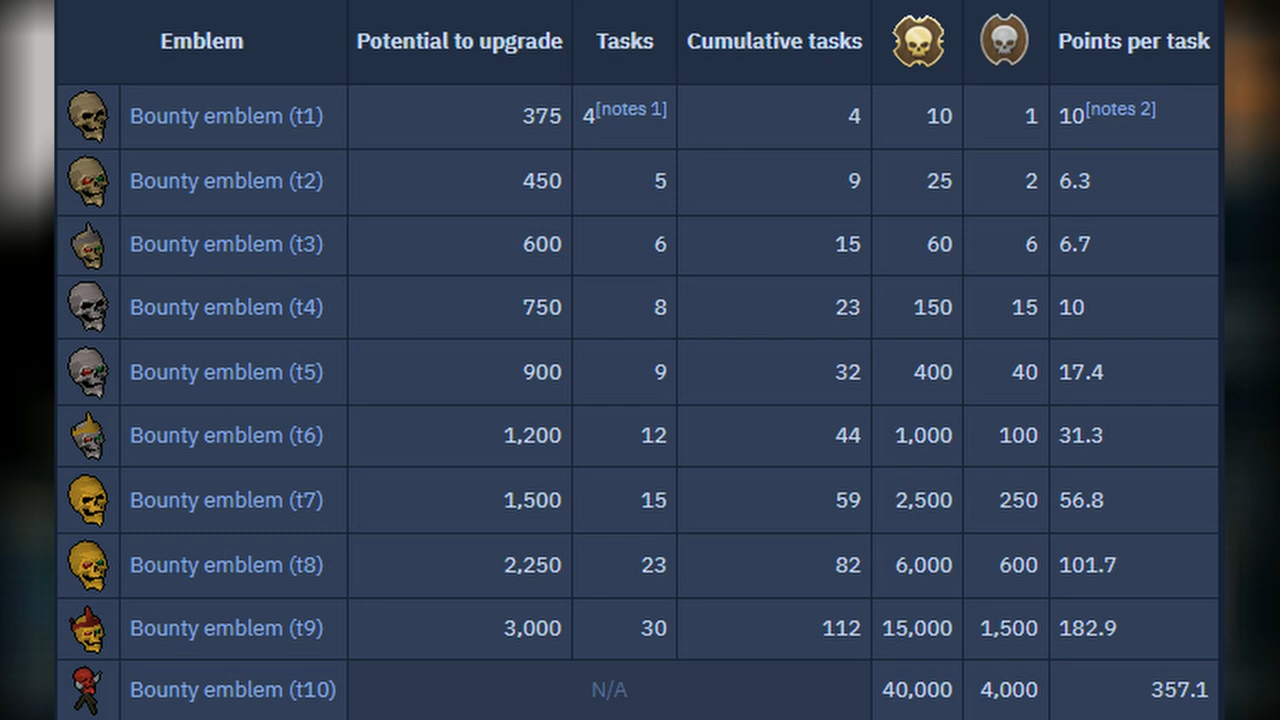 Emblem Potential to upgrade Tasks Cumulative tasks Points per task
Bounty emblem (t1) 375 4[notes 1] 4 10 1 10[notes 2]
Bounty emblem (t2) 450 5 9 25 2 6.3
Bounty emblem (t3) 600 6 15 60 6 6.7
Bounty emblem (t4) 750 8 23 150 15 10
Bounty emblem (t5) 900 9 32 400 40 17.4
Bounty emblem (t6) 1,200 12 44 1,000 100 31.3
Bounty emblem (t7) 1,500 15 59 2,500 250 56.8
Bounty emblem (t8) 2,250 23 82 6,000 600 101.7
Bounty emblem (t9) 3,000 30 112 15,000 1,500 182.9
Bounty emblem (t10) N/A 40,000 4,000 357.1